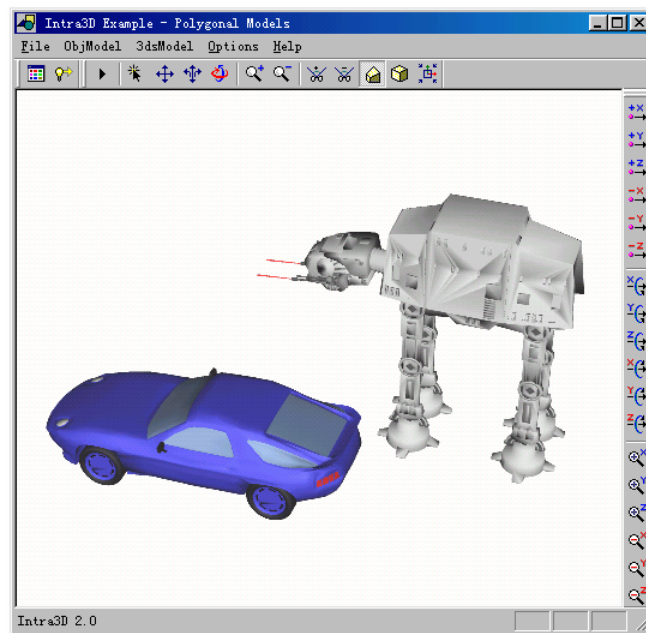 Intra3D Example - Polygonal Models
File ObjModel 3dsModel Options Help
+X
+Y
+Z
-X
-Y
-Z
X
Y
Z
X
Y
Z
X
Y
Z
X
Y
Z
Intra3D 2.0